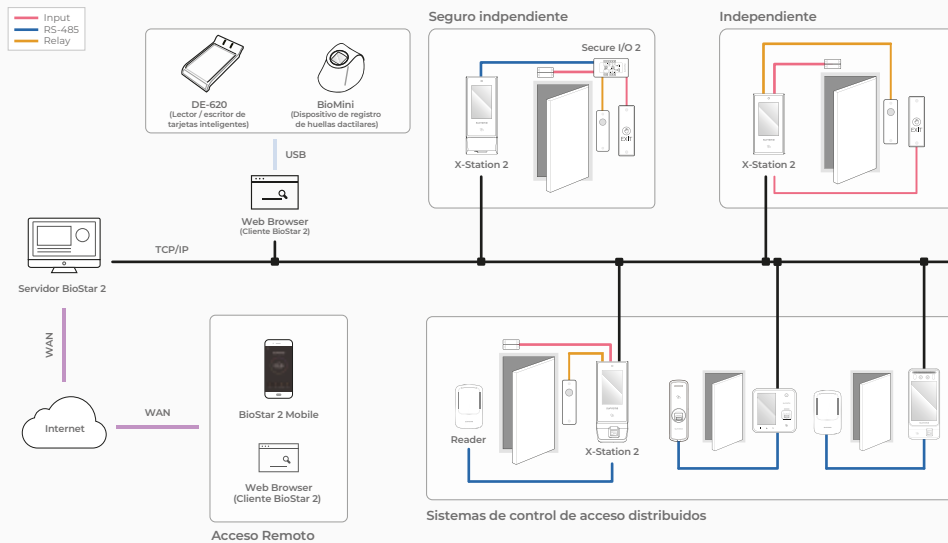 Input
RS-485
Relay
DE-620
(Lector / escritor de
tarjetas inteligentes)
BioMini
(Dispositivo de registro
de huellas dactilares)
USB
Web Browser
(Cliente BioStar 2)
TCP/IP
Servidor BioStar 2
WAN
Internet
WAN
BioStar 2 Mobile
Web Browser
(Cliente BioStar 2)
Acceso Remoto
Seguro indpendiente
Secure I/O 2
EXIT
X-Station 2
Independiente
EXIT
X-Station 2
Reader
X-Station 2
Sistemas de control de acceso distribuidos